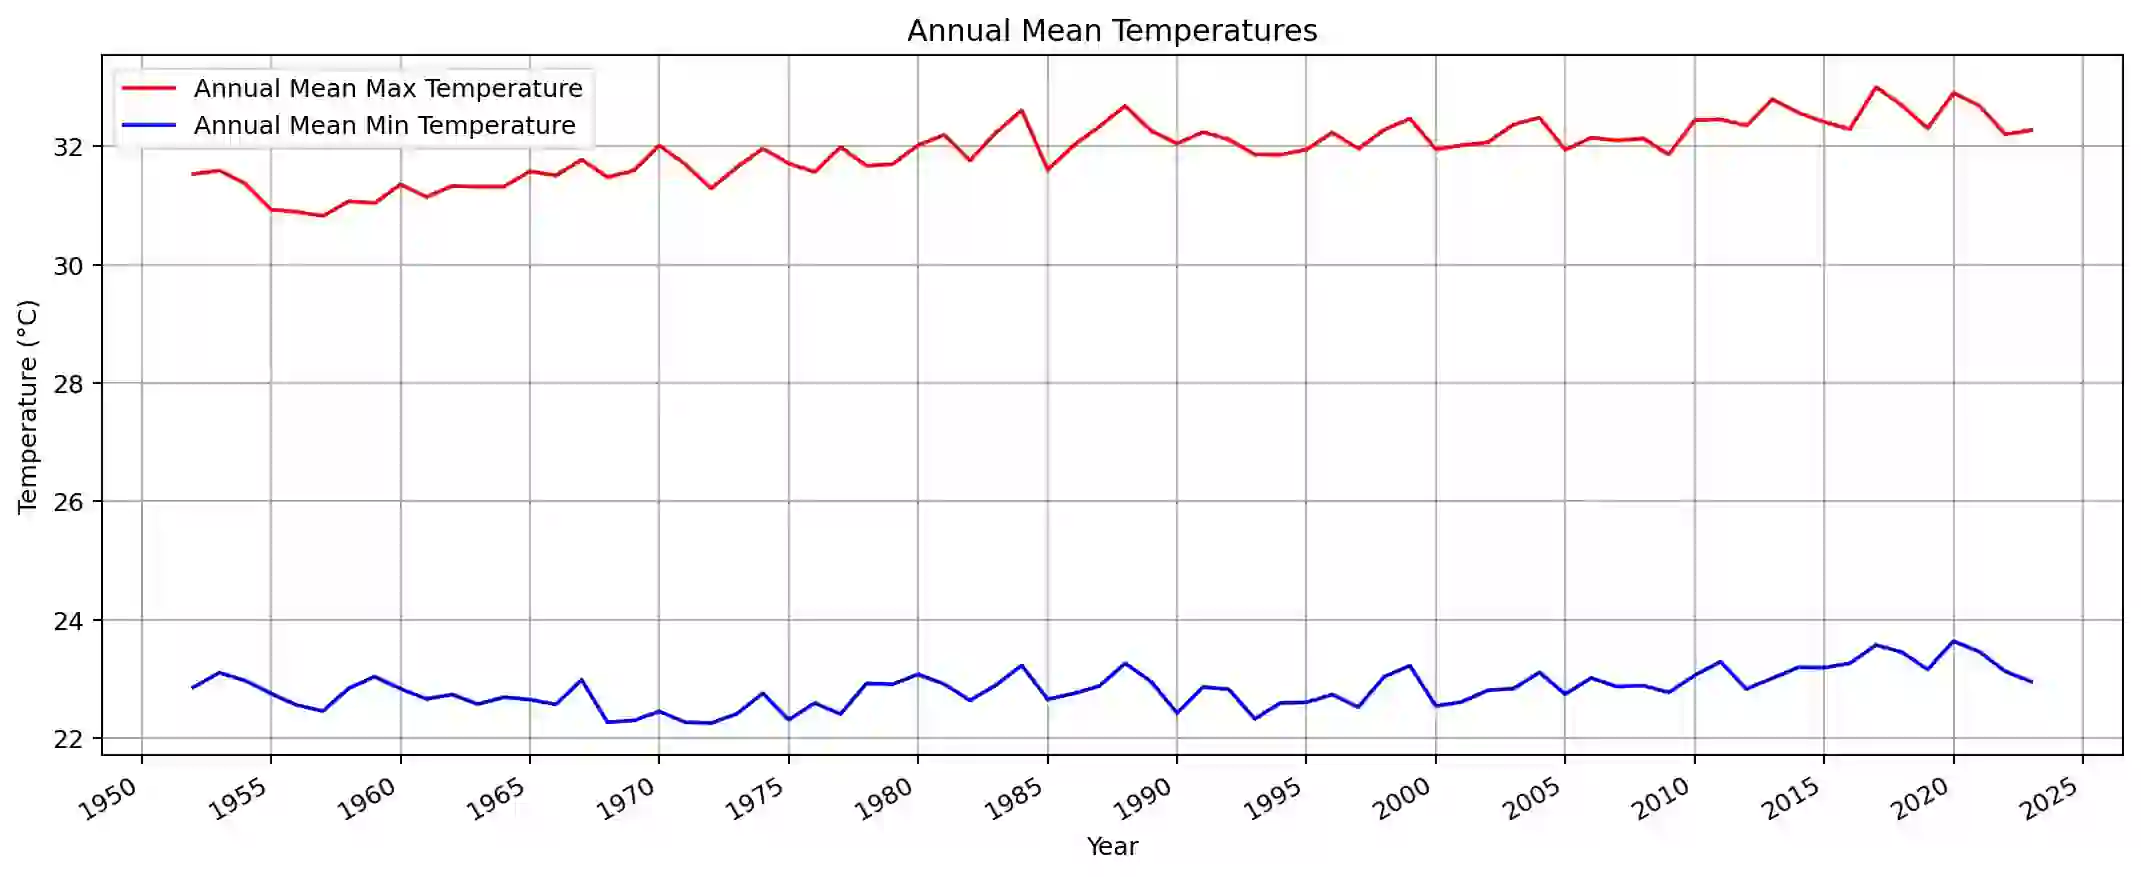 Annual Mean Temperatures
Annual Mean Max Temperature
Annual Mean Min Temperature
Temperature (°C)
32
30
28
26
24
22
1950 1955 1960 1965 1970 1975 1980 1985 1990 1995 2000 2005 2010 2015 2020 2025
Year